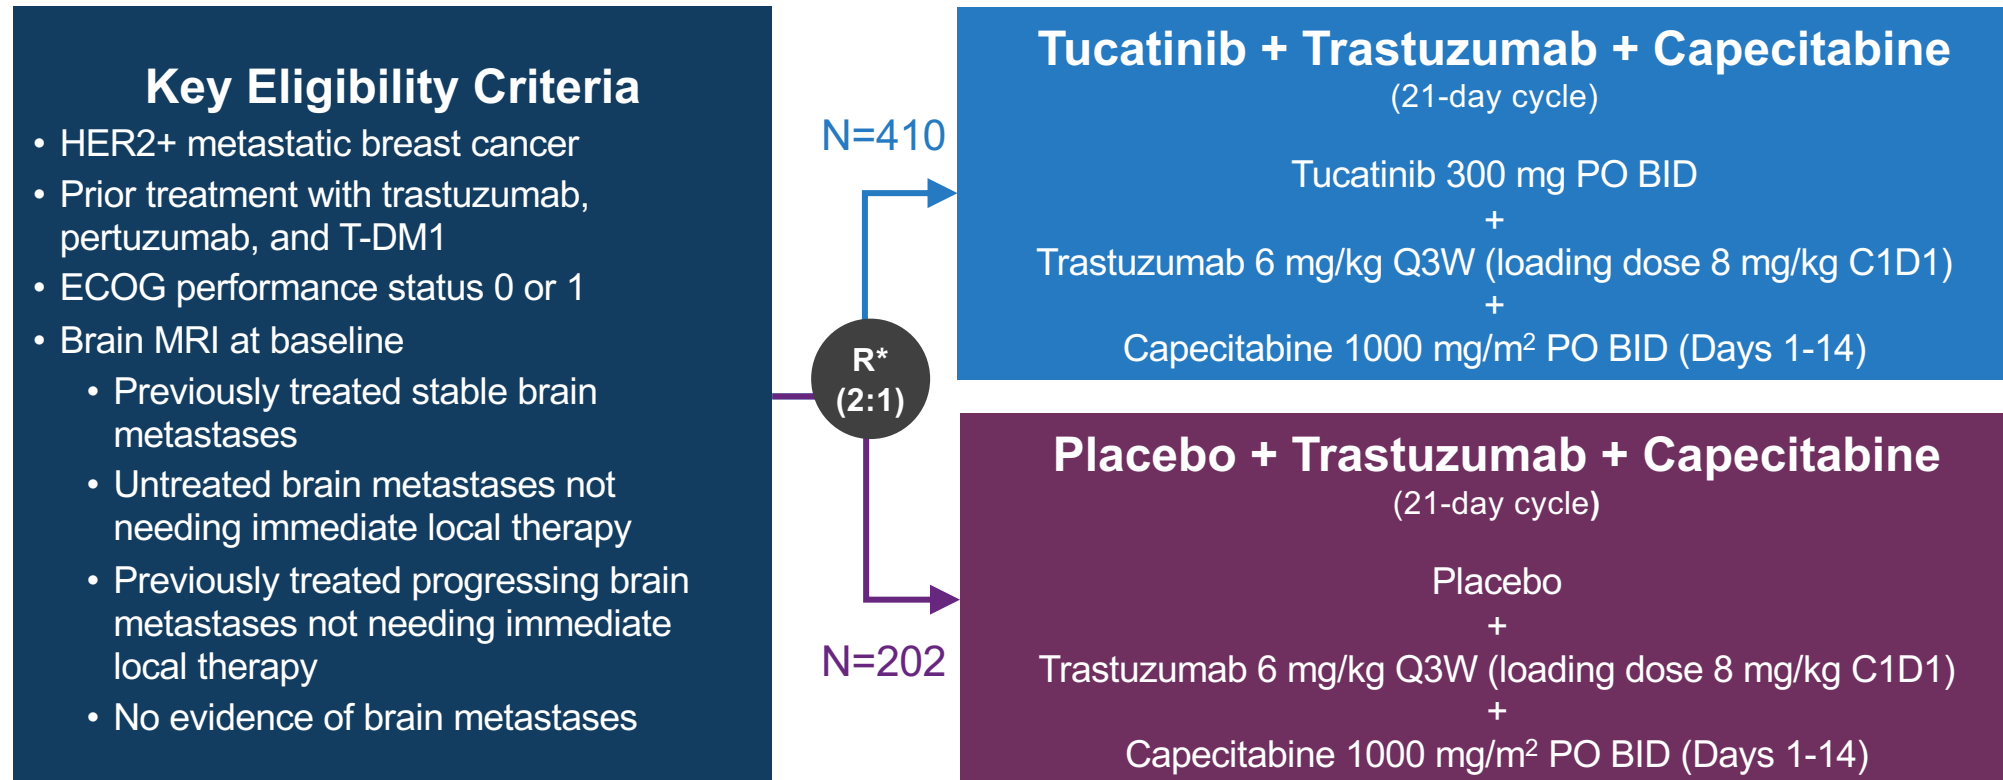 Key Eligibility Criteria
• HER2+ metastatic breast cancer
• Prior treatment with trastuzumab,
pertuzumab, and T-DM1
• ECOG performance status 0 or 1
• Brain MRI at baseline
• Previously treated stable brain
metastases
• Untreated brain metastases not
needing immediate local therapy
• Previously treated progressing brain
metastases not needing immediate
local therapy
• No evidence of brain metastases
R*
(2:1)
N=410
Tucatinib + Trastuzumab + Capecitabine
(21-day cycle)
Tucatinib 300 mg PO BID
+
Trastuzumab 6 mg/kg Q3W (loading dose 8 mg/kg C1D1)
+
Capecitabine 1000 mg/m² PO BID (Days 1-14)
N=202
Placebo + Trastuzumab + Capecitabine
(21-day cycle)
Placebo
+
Trastuzumab 6 mg/kg Q3W (loading dose 8 mg/kg C1D1)
+
Capecitabine 1000 mg/m² PO BID (Days 1-14)